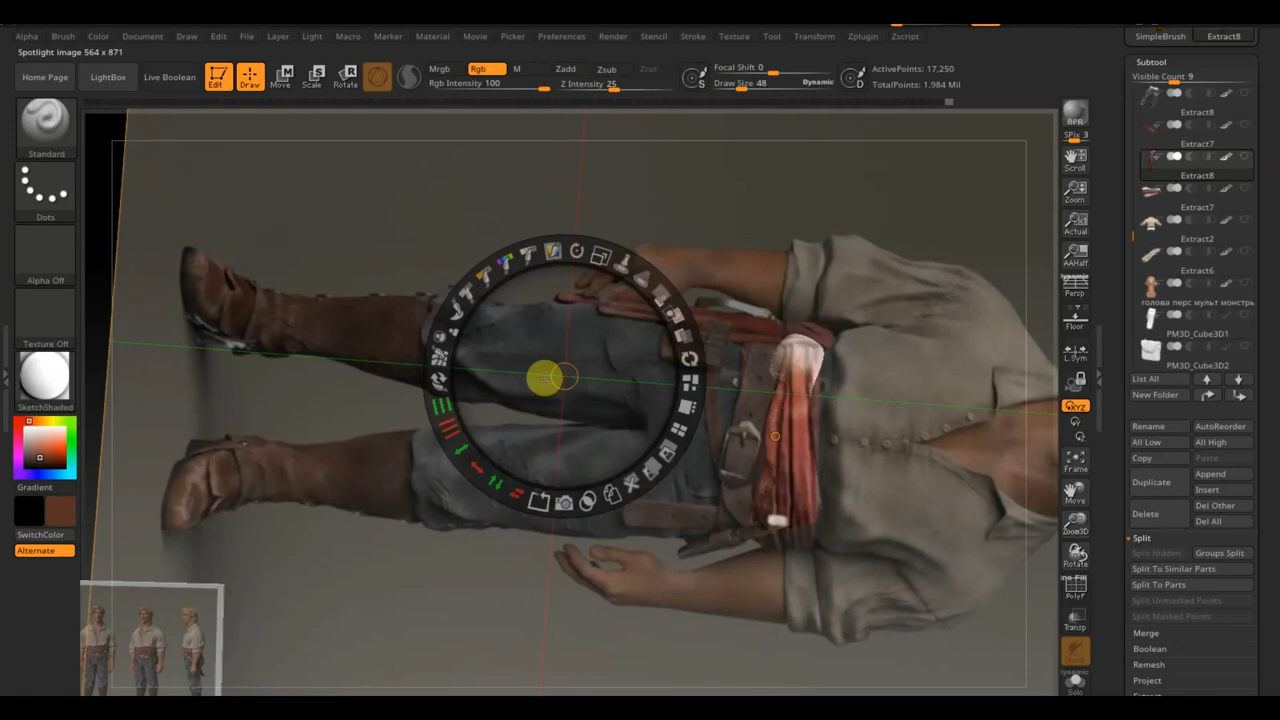 Alpha Brush Color Document Draw Edit File Layer Light Macro Marker Material Movie Picker Preferences Render Stencil Stroke Texture Tool Transform Zplugin Zscript
SimpleBrush Extract8
Spotlight image 564 x 871
Home Page LightBox Live Boolean Edit Draw Move Scale Rotate
Mrgb Rgb M Zadd Zsub Zcut
Rgb Intensity 100 Z Intensity 25
Focal Shift 0
Draw Size 48 Dynamic
S
D
ActivePoints: 17,250
TotalPoints: 1.984 Mil
Standard
Dots
Alpha Off
Texture Off
SketchShaded
Gradient
SwitchColor
Alternate
BPR
SPix 3
Scroll
Zoom
Actual
AAHalf
Dynamic
Persp
Floor
L.Sym
XYZ
Frame
Move
Zoom3D
Rotate
PolyF
Transp
Dynamic
Solo
Subtool
Visible Count 9
Extract8
Extract7
Extract8
Extract7
Extract2
Extract6
голова перс мульт монстры
PM3D_Cube3D1
PM3D_Cube3D2
List All
New Folder
Rename AutoReorder
All Low All High
Copy Paste
Duplicate Append
Insert
Delete Del Other
Del All
Split
Split Hidden Groups Split
Split To Similar Parts
Split To Parts
Split Unmasked Points
Split Masked Points
Merge
Boolean
Remesh
Project